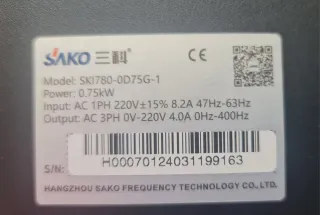 SAKO 三科
Model: SKI780-0D75G-1
Power: 0.75kW
Input: AC 1PH 220V±15% 8.2A 47Hz-63Hz
Output: AC 3PH 0V-220V 4.0A 0Hz-400Hz
S/N:
H00070124031199163
HANGZHOU SAKO FREQUENCY TECHNOLOGY CO.,LTD.